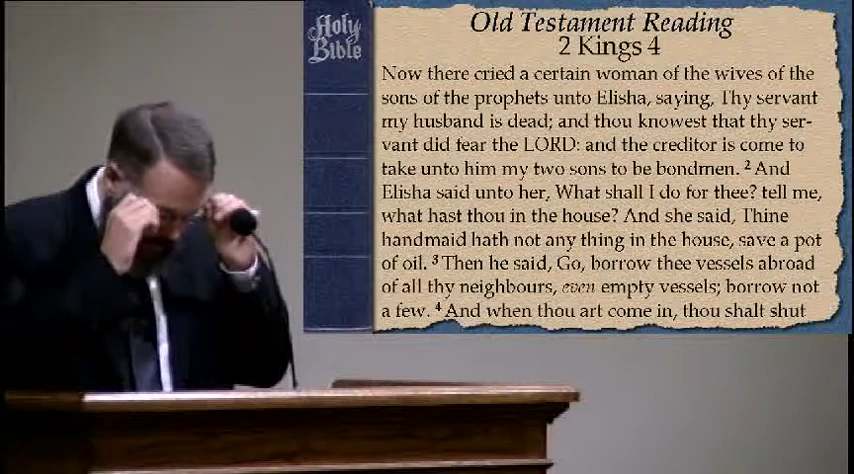 Holy
Bible
Old Testament Reading
2 Kings 4
Now there cried a certain woman of the wives of the
sons of the prophets unto Elisha, saying, Thy servant
my husband is dead; and thou knowest that thy ser-
vant did fear the LORD: and the creditor is come to
take unto him my two sons to be bondmen. 2 And
Elisha said unto her, What shall I do for thee? tell me,
what hast thou in the house? And she said, Thine
handmaid hath not any thing in the house, save a pot
of oil. 3 Then he said, Go, borrow thee vessels abroad
of all thy neighbours, even empty vessels; borrow not
a few. 4 And when thou art come in, thou shalt shut